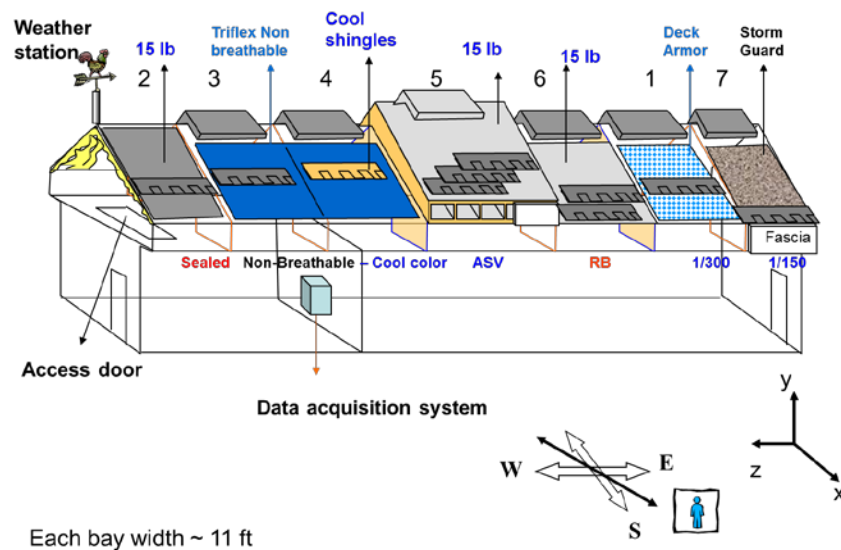 Weather
station
15 lb
Triflex Non
breathable
Cool
shingles
15 lb
15 lb
Deck
Armor
Storm
Guard
2
3
4
5
6
1
7
Fascia
Sealed
Non-Breathable
– Cool color
ASV
RB
1/300
1/150
Access door
Data acquisition system
W
E
S
y
z
x
Each bay width ~ 11 ft